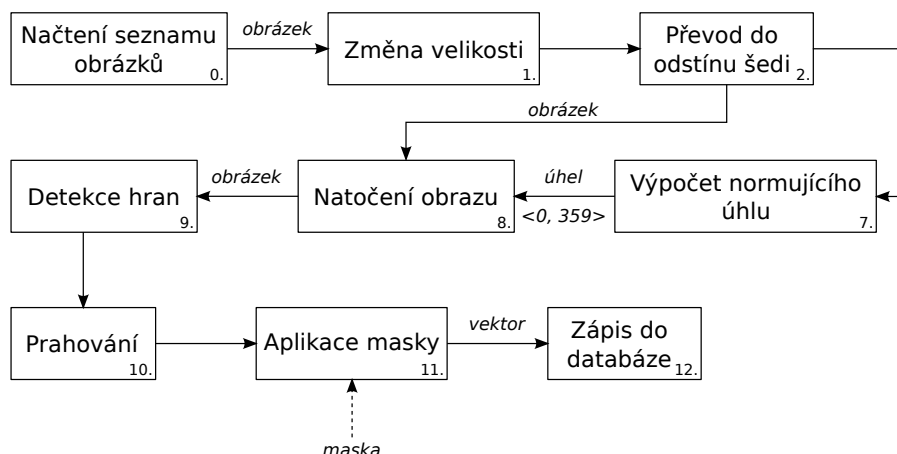 Načtení seznamu
obrázků
0.
obrázek
Změna velikosti
1.
Převod do
odstínu šedi
2.
obrázek
Detekce hran
9.
obrázek
Natočení obrazu
8.
úhel
<0, 359>
Výpočet normujícího
úhlu
7.
Prahování
10.
Aplikace masky
11.
vektor
Zápis do
databáze
12.
maska